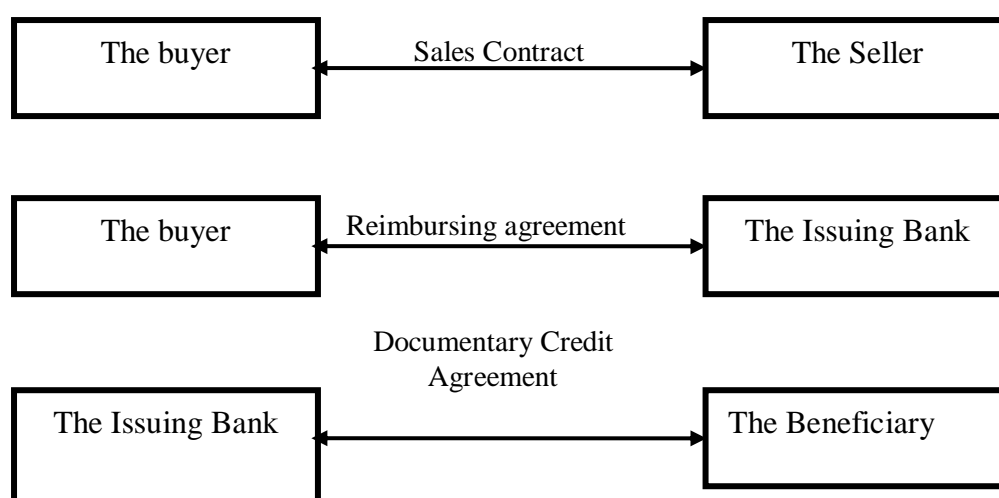 The buyer
Sales Contract
The Seller
The buyer
Reimbursing agreement
The Issuing Bank
Documentary Credit
Agreement
The Issuing Bank
The Beneficiary